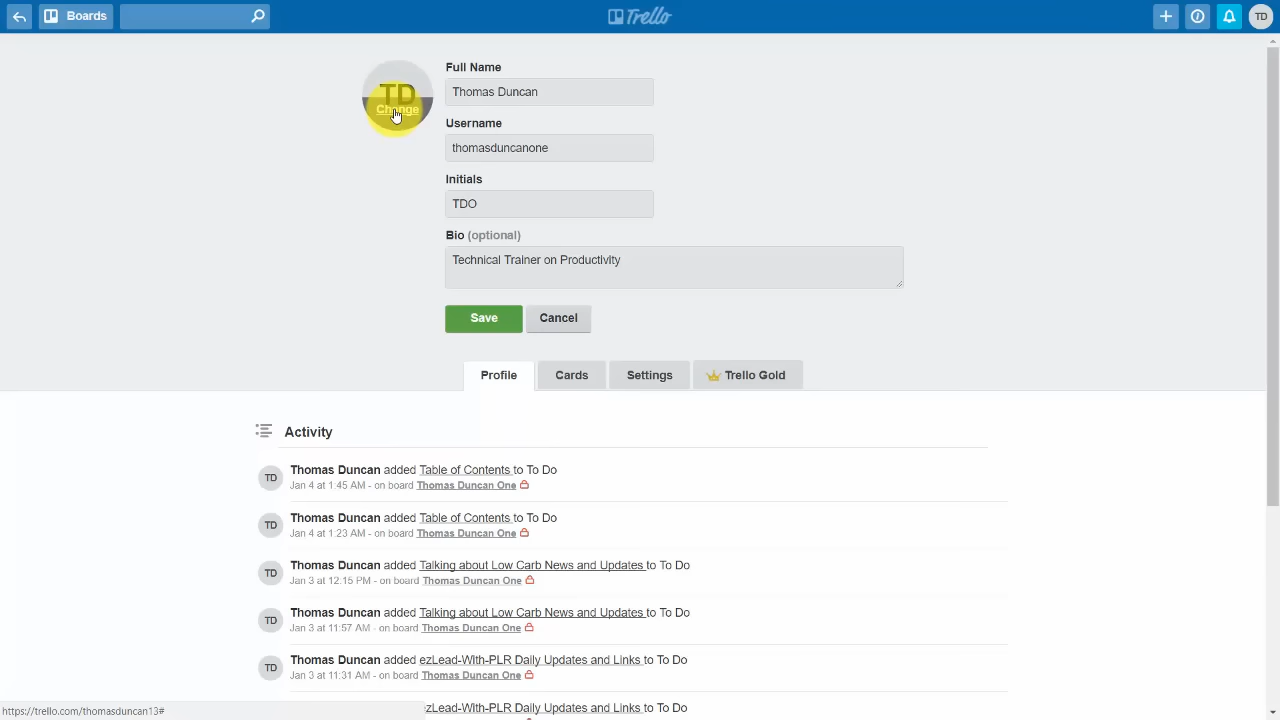 Boards
Trello
TD
TD
Change
Full Name
Thomas Duncan
Username
thomasduncanone
Initials
TDO
Bio (optional)
Technical Trainer on Productivity
Save Cancel
Profile Cards Settings Trello Gold
Activity
TD Thomas Duncan added Table of Contents to To Do
Jan 4 at 1:45 AM - on board Thomas Duncan One
TD Thomas Duncan added Table of Contents to To Do
Jan 4 at 1:23 AM - on board Thomas Duncan One
TD Thomas Duncan added Talking about Low Carb News and Updates to To Do
Jan 3 at 12:15 PM - on board Thomas Duncan One
TD Thomas Duncan added Talking about Low Carb News and Updates to To Do
Jan 3 at 11:57 AM - on board Thomas Duncan One
TD Thomas Duncan added ezLead-With-PLR Daily Updates and Links to To Do
Jan 3 at 11:31 AM - on board Thomas Duncan One
zLead-With-PLR Daily Updates and Links to To Do
https://trello.com/thomasduncan13#